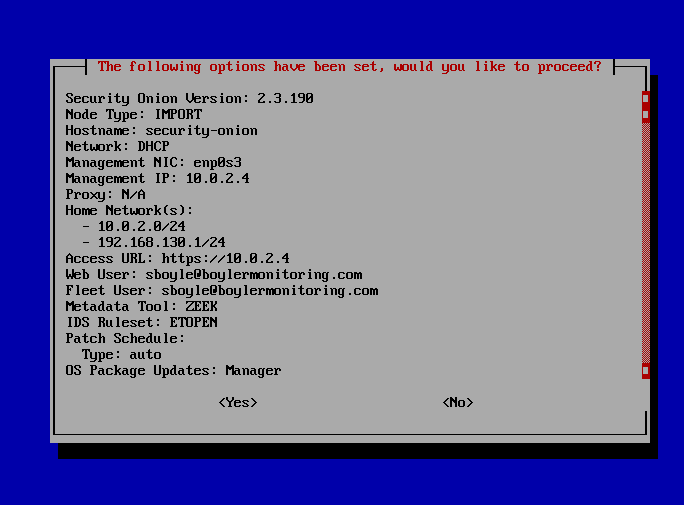 The following options have been set, would you like to proceed?
Security Onion Version: 2.3.190
Node Type: IMPORT
Hostname: security-onion
Network: DHCP
Management NIC: enp0s3
Management IP: 10.0.2.4
Proxy: N/A
Home Network(s):
  - 10.0.2.0/24
  - 192.168.130.1/24
Access URL: https://10.0.2.4
Web User: sboyle@boylermonitoring.com
Fleet User: sboyle@boylermonitoring.com
Metadata Tool: ZEEK
IDS Ruleset: ETOPEN
Patch Schedule:
  Type: auto
OS Package Updates: Manager
<Yes> <No>